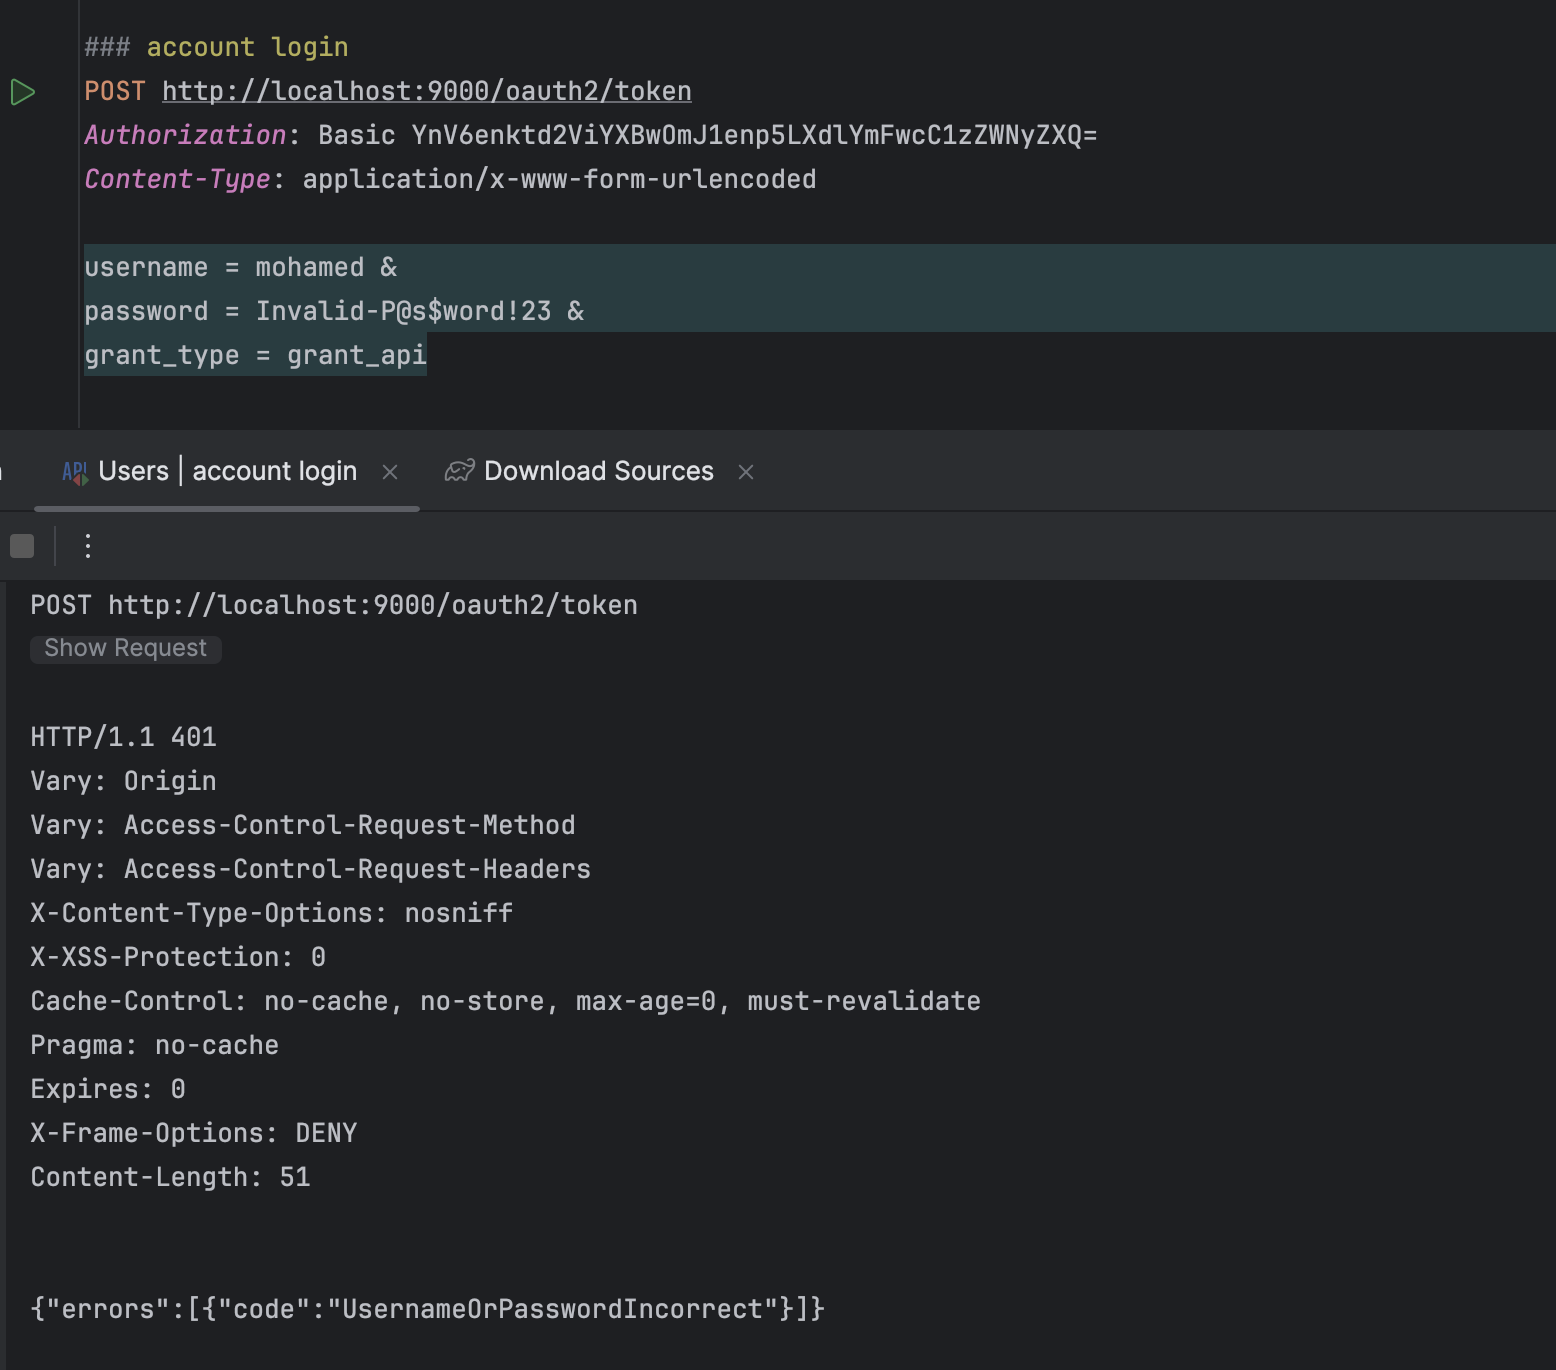 ### account login
POST http://localhost:9000/oauth2/token
Authorization: Basic YnV6enktd2ViYXBwOmJ1enp5LXdlYmFwcC1zZWNyZXQ=
Content-Type: application/x-www-form-urlencoded
username = mohamed &
password = Invalid-P@s$word!23 &
grant_type = grant_api
API Users | account login
Download Sources
POST http://localhost:9000/oauth2/token
Show Request
HTTP/1.1 401
Vary: Origin
Vary: Access-Control-Request-Method
Vary: Access-Control-Request-Headers
X-Content-Type-Options: nosniff
X-XSS-Protection: 0
Cache-Control: no-cache, no-store, max-age=0, must-revalidate
Pragma: no-cache
Expires: 0
X-Frame-Options: DENY
Content-Length: 51
{"errors":[{"code":"UsernameOrPasswordIncorrect"}]}